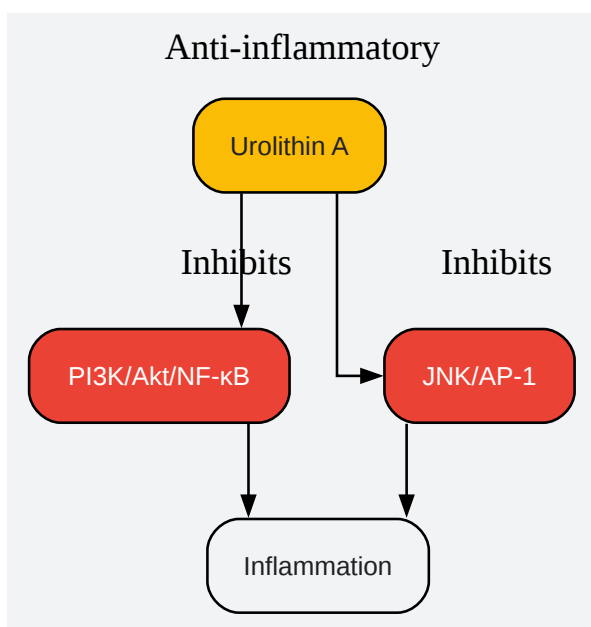 Anti-inflammatory
Urolithin A
Inhibits
Inhibits
PI3K/Akt/NF-κB
JNK/AP-1
Inflammation